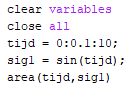 clear variables
close all
tijd = 0:0.1:10;
sig1 = sin(tijd);
area(tijd,sig1)